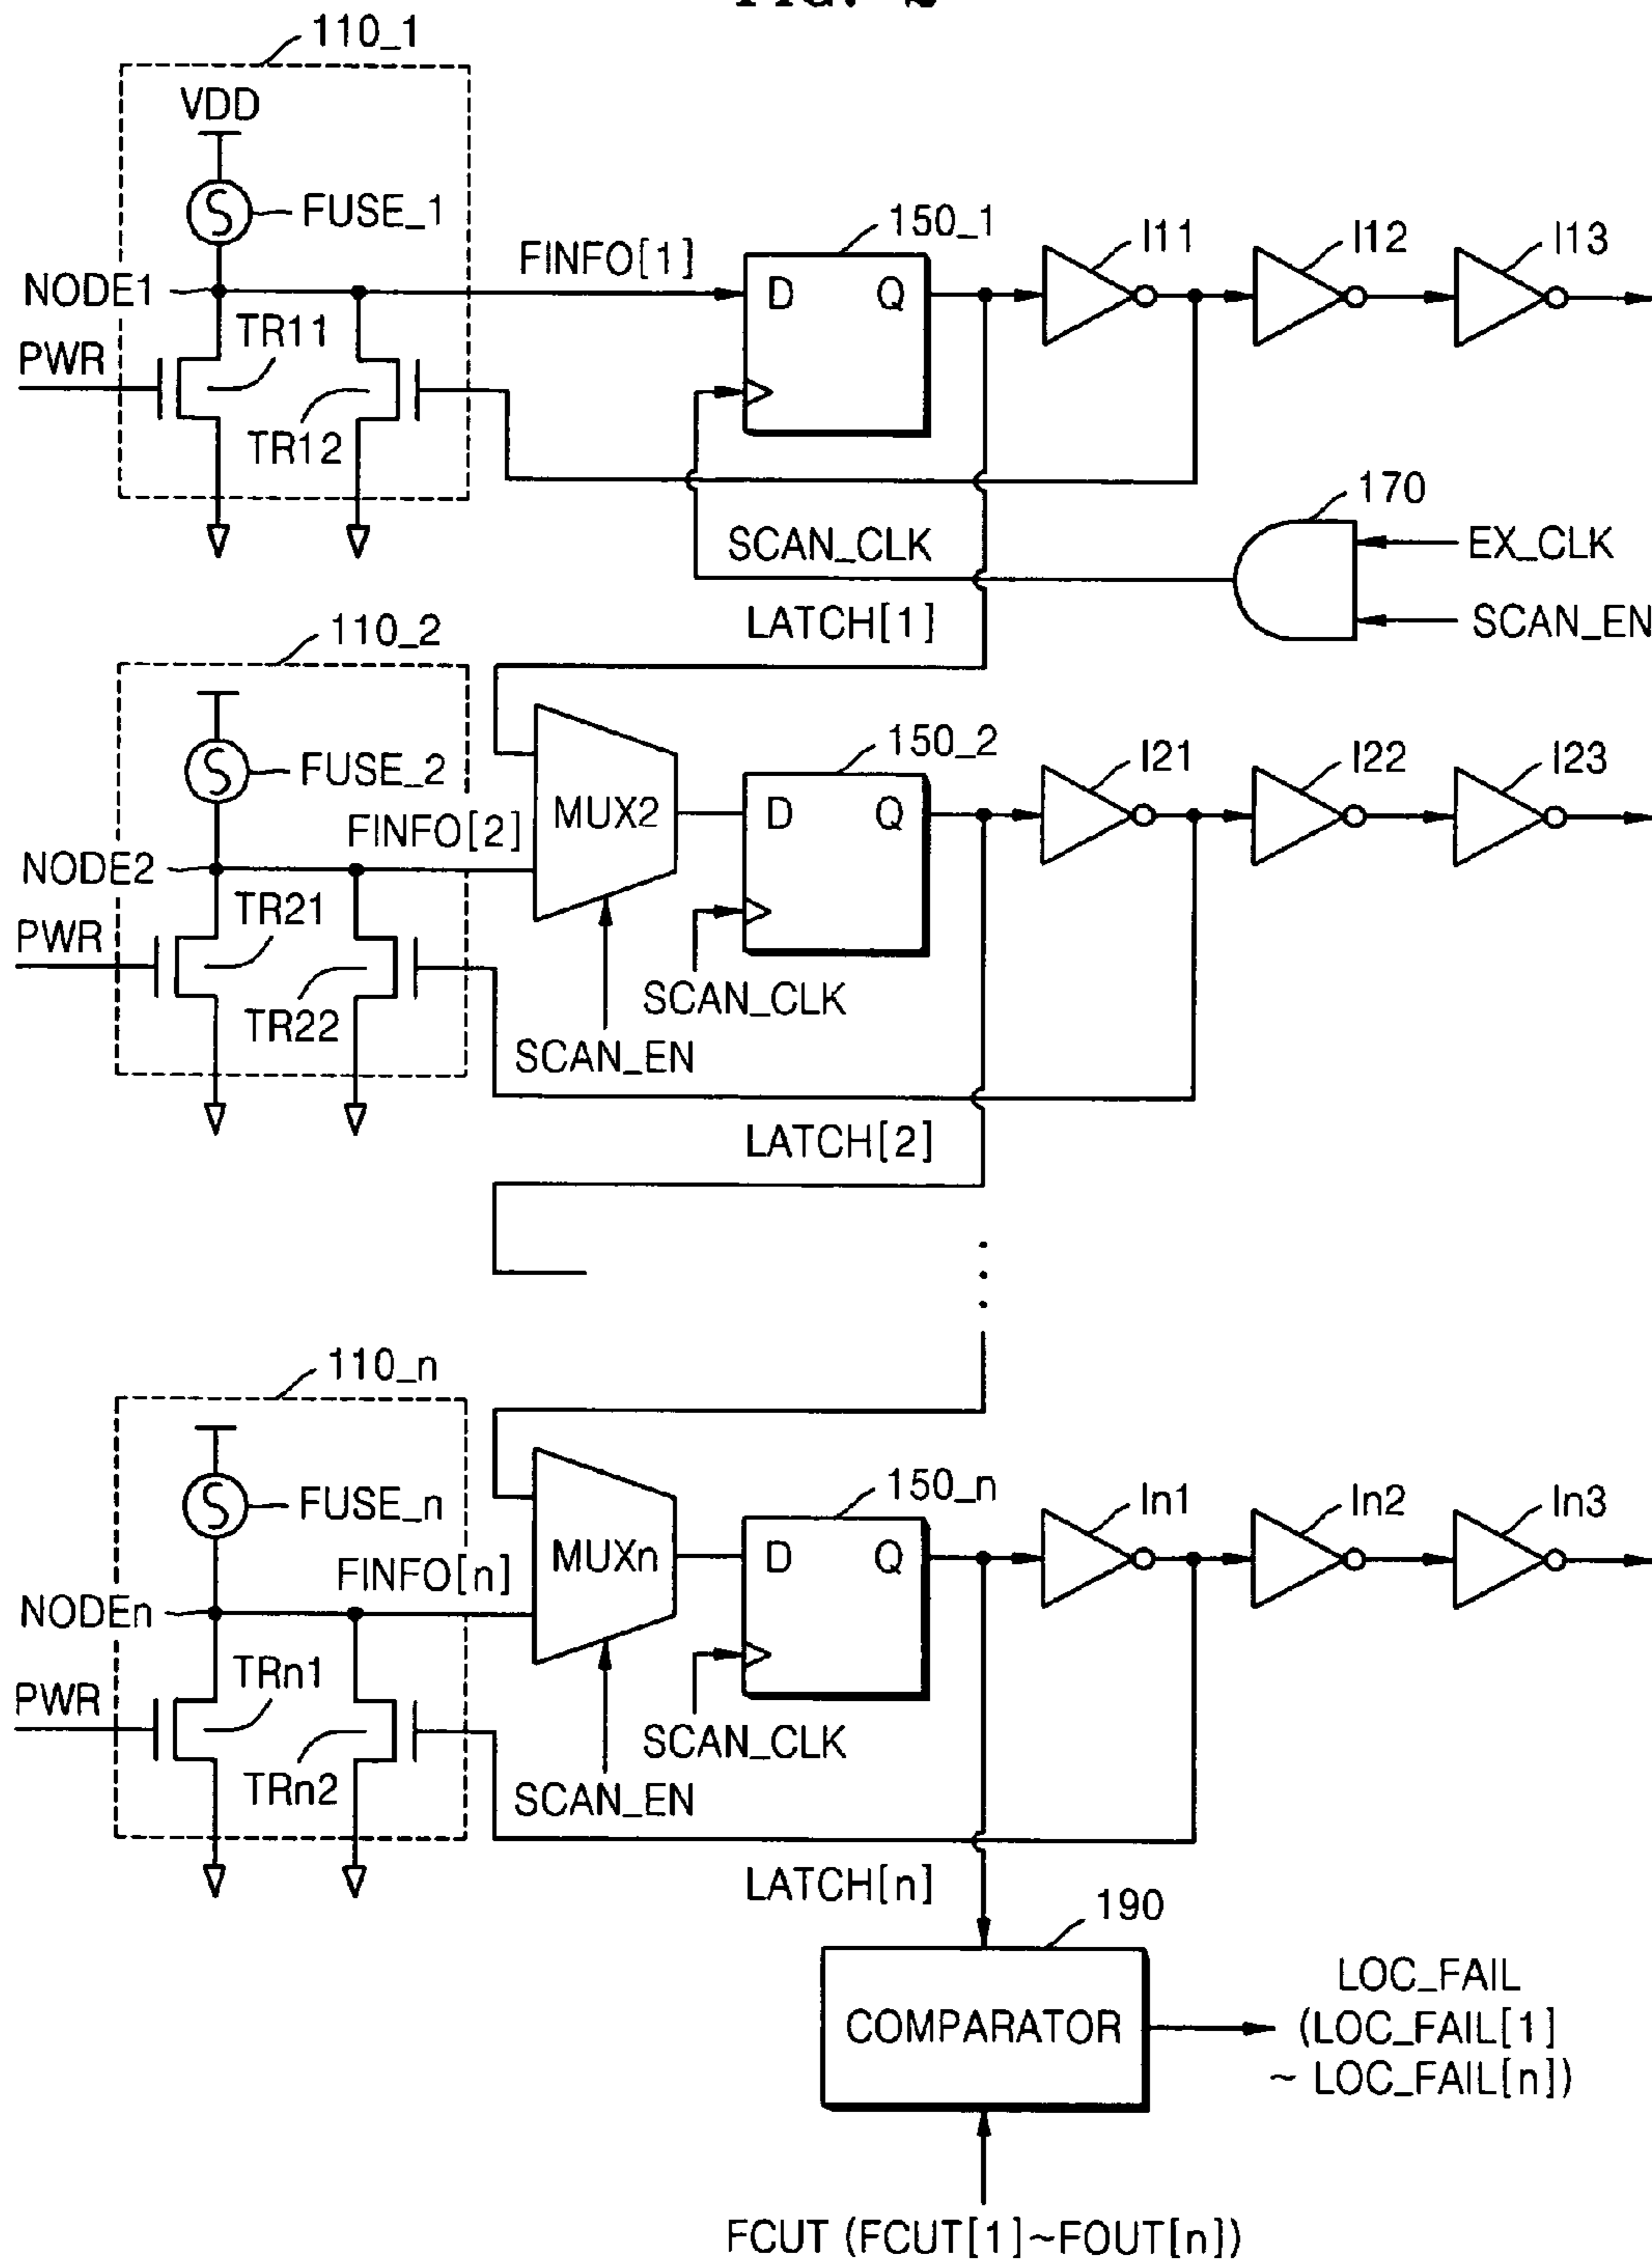 FIG. 2
110_1
VDD
FUSE_1
150_1
I11
I12
I13
FINFO[1]
D
Q
NODE1
TR11
PWR
TR12
170
SCAN_CLK
EX_CLK
LATCH[1]
SCAN_EN
110_2
150_2
I21
I22
I23
FUSE_2
MUX2
D
Q
FINFO[2]
NODE2
TR21
PWR
SCAN_CLK
TR22
SCAN_EN
LATCH[2]
110_n
150_n
In1
In2
In3
FUSE_n
MUXn
D
Q
FINFO[n]
NODEn
TRn1
PWR
SCAN_CLK
TRn2
SCAN_EN
LATCH[n]
190
LOC_FAIL
COMPARATOR
(LOC_FAIL[1]
~ LOC_FAIL[n])
FCUT (FCUT[1]~FOUT[n])